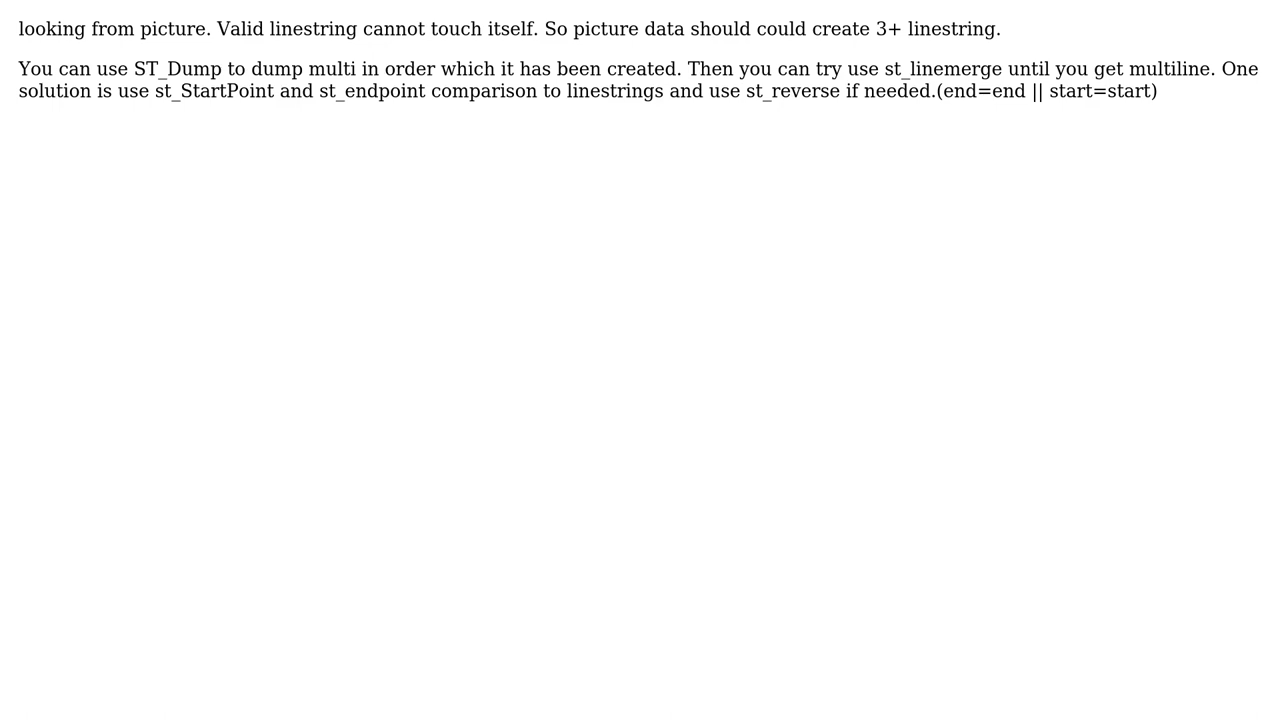 looking from picture. Valid linestring cannot touch itself. So picture data should could create 3+ linestring.
You can use ST_Dump to dump multi in order which it has been created. Then you can try use st_linemerge until you get multiline. One
solution is use st_StartPoint and st_endpoint comparison to linestrings and use st_reverse if needed.(end=end || start=start)